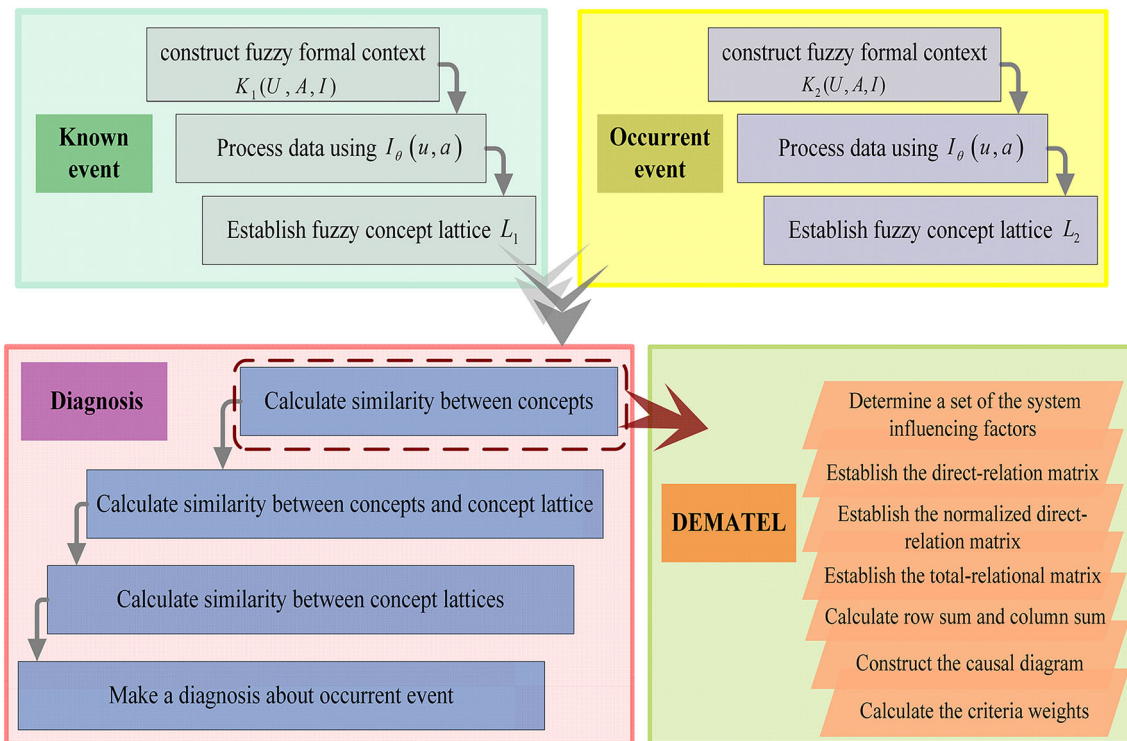 construct fuzzy formal context
K₁(U, A, I)
Known
event
Process data using I_θ(u, a)
Establish fuzzy concept lattice L₁
construct fuzzy formal context
K₂(U, A, I)
Occurrent
event
Process data using I_θ(u, a)
Establish fuzzy concept lattice L₂
Diagnosis
Calculate similarity between concepts
Calculate similarity between concepts and concept lattice
Calculate similarity between concept lattices
Make a diagnosis about occurrent event
DEMATEL
Determine a set of the system
influencing factors
Establish the direct-relation matrix
Establish the normalized direct-
relation matrix
Establish the total-relational matrix
Calculate row sum and column sum
Construct the causal diagram
Calculate the criteria weights